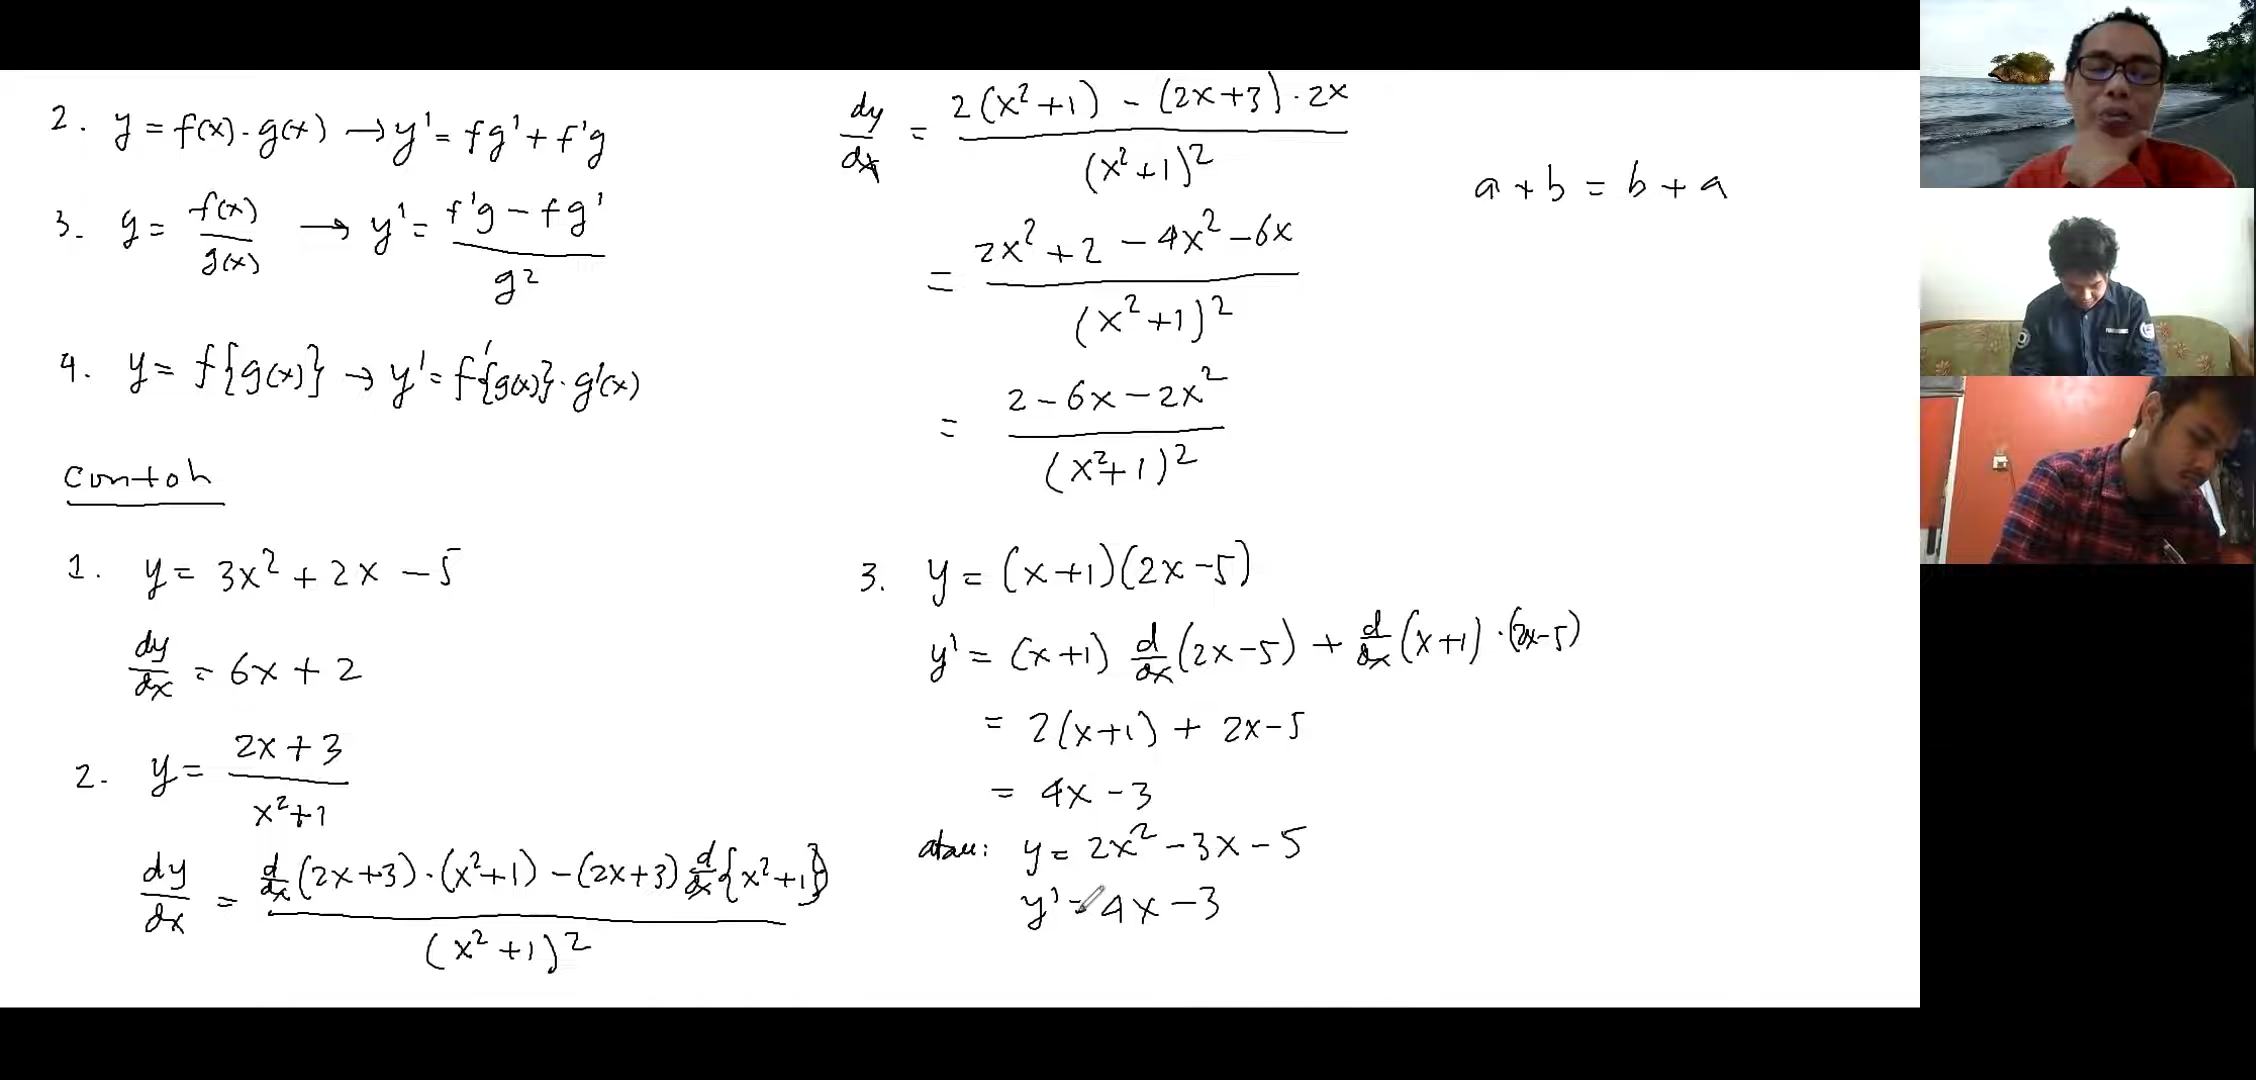 2. y = f(x) · g(x) → y' = fg' + f'g
3. y = f(x)/g(x) → y' = (f'g - fg')/g²
4. y = f{g(x)} → y' = f'{g(x)} · g'(x)
Contoh
1. y = 3x² + 2x - 5
dy/dx = 6x + 2
2. y = (2x + 3)/(x² + 1)
dy/dx = (d/dx (2x + 3) · (x² + 1) - (2x + 3) d/dx {x² + 1})/(x² + 1)²
dy/dx = (2(x² + 1) - (2x + 3) · 2x)/(x² + 1)²
= (2x² + 2 - 4x² - 6x)/(x² + 1)²
= (2 - 6x - 2x²)/(x² + 1)²
3. y = (x + 1)(2x - 5)
y' = (x + 1) d/dx (2x - 5) + d/dx (x + 1) · (2x - 5)
= 2(x + 1) + 2x - 5
= 4x - 3
atau: y = 2x² - 3x - 5
y' = 4x - 3
a + b = b + a